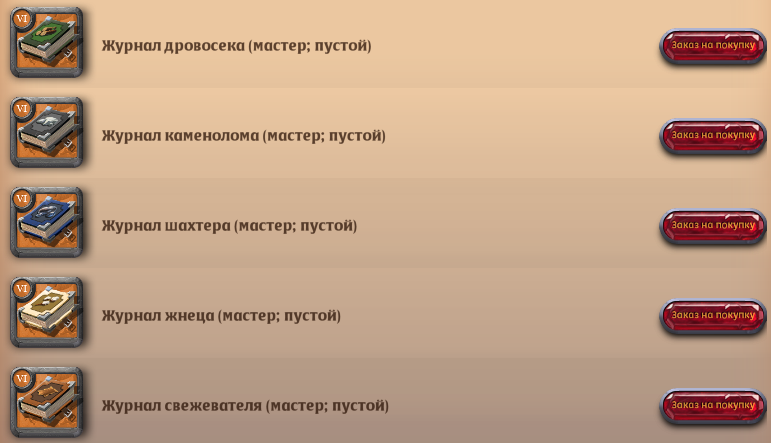 VI
Журнал дровосека (мастер; пустой)
Заказ на покупку
VI
Журнал каменолома (мастер; пустой)
Заказ на покупку
VI
Журнал шахтера (мастер; пустой)
Заказ на покупку
VI
Журнал жнеца (мастер; пустой)
Заказ на покупку
VI
Журнал свежевателя (мастер; пустой)
Заказ на покупку